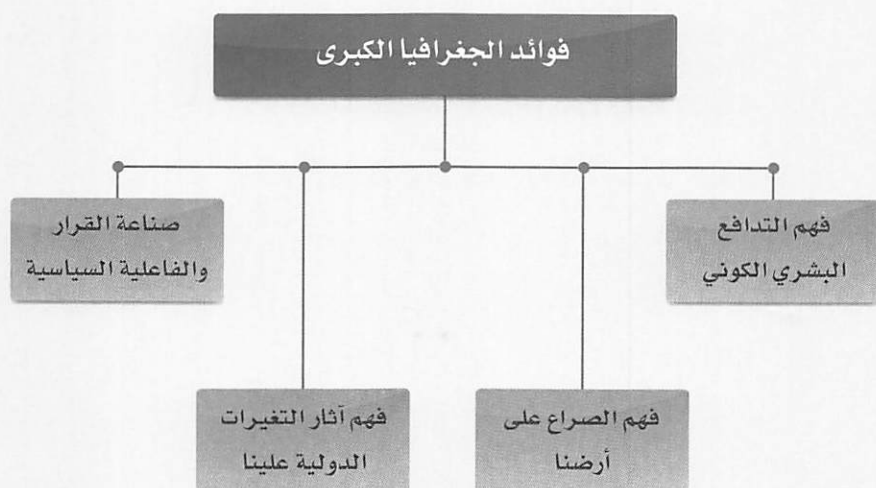 فوائد الجغرافيا الكبرى
فهم التدافع
البشري الكوني
صناعة القرار
والفاعلية السياسية
فهم الصراع على
أرضنا
فهم آثار التغيرات
الدولية علينا